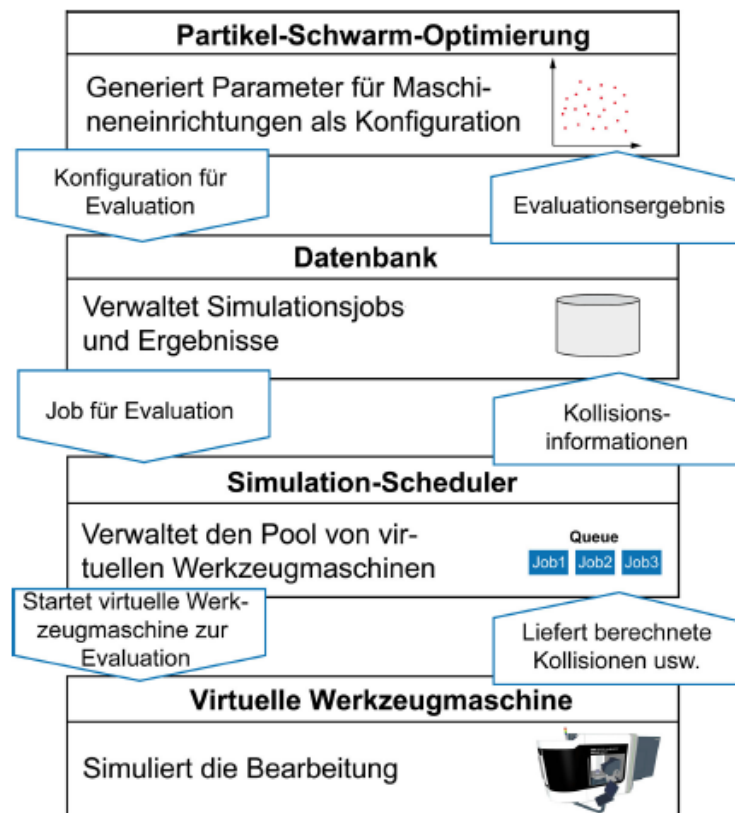 Partikel-Schwarm-Optimierung
Generiert Parameter für Maschi-
neneinrichtungen als Konfiguration
Konfiguration für
Evaluation
Evaluationsergebnis
Datenbank
Verwaltet Simulationsjobs
und Ergebnisse
Job für Evaluation
Kollisions-
informationen
Simulation-Scheduler
Verwaltet den Pool von vir-
tuellen Werkzeugmaschinen
Queue
Job1 Job2 Job3
Startet virtuelle Werk-
zeugmaschine zur
Evaluation
Liefert berechnete
Kollisionen usw.
Virtuelle Werkzeugmaschine
Simuliert die Bearbeitung